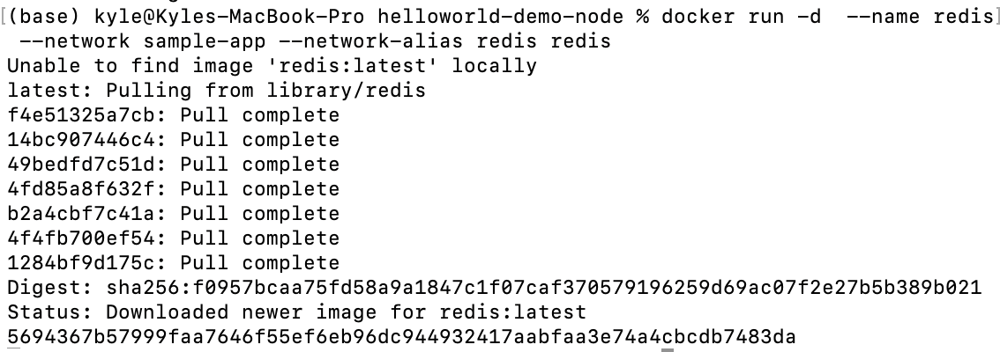 [(base) kyle@Kyles-MacBook-Pro helloworld-demo-node % docker run -d  --name redis]
 --network sample-app --network-alias redis redis
Unable to find image 'redis:latest' locally
latest: Pulling from library/redis
f4e51325a7cb: Pull complete
14bc907446c4: Pull complete
49bedfd7c51d: Pull complete
4fd85a8f632f: Pull complete
b2a4cbf7c41a: Pull complete
4f4fb700ef54: Pull complete
1284bf9d175c: Pull complete
Digest: sha256:f0957bcaa75fd58a9a1847c1f07caf370579196259d69ac07f2e27b5b389b021
Status: Downloaded newer image for redis:latest
5694367b57999faa7646f55ef6eb96dc944932417aabfaa3e74a4cbcdb7483da